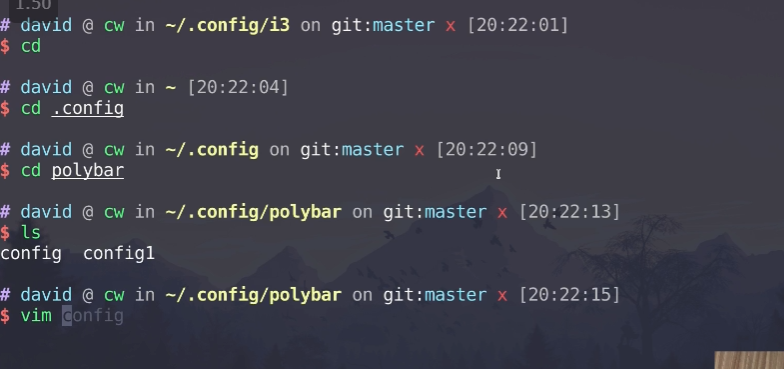 1.50
# david @ cw in ~/.config/i3 on git:master x [20:22:01]
$ cd
# david @ cw in ~ [20:22:04]
$ cd .config
# david @ cw in ~/.config on git:master x [20:22:09]
$ cd polybar
# david @ cw in ~/.config/polybar on git:master x [20:22:13]
$ ls
config  config1
# david @ cw in ~/.config/polybar on git:master x [20:22:15]
$ vim config